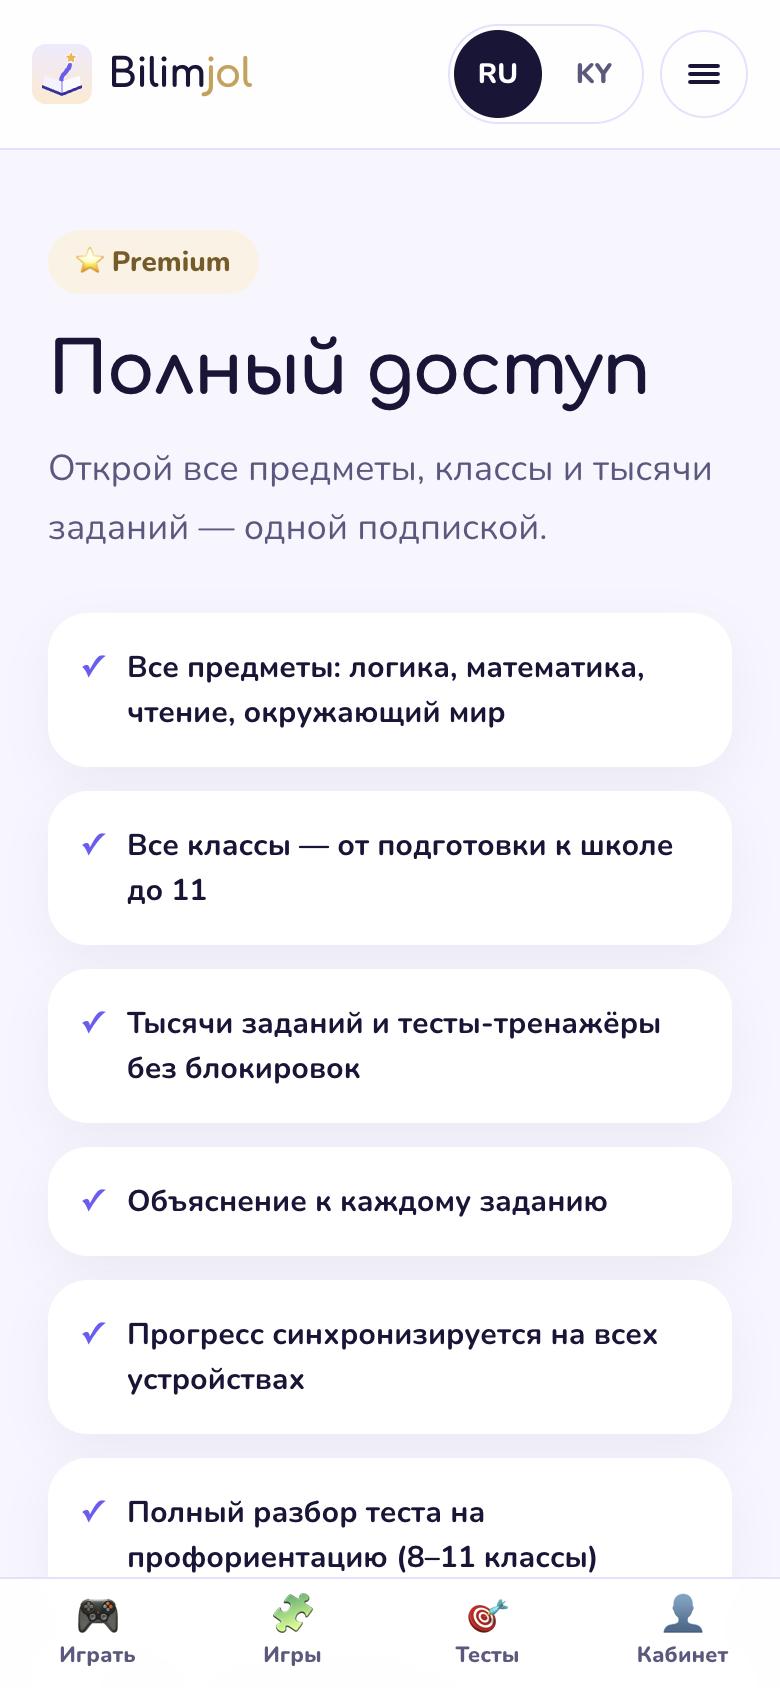 Bilimjol
RU KY
Premium
Полный доступ
Открой все предметы, классы и тысячи
заданий — одной подпиской.
Все предметы: логика, математика,
чтение, окружающий мир
Все классы — от подготовки к школе
до 11
Тысячи заданий и тесты-тренажёры
без блокировок
Объяснение к каждому заданию
Прогресс синхронизируется на всех
устройствах
Полный разбор теста на
профориентацию (8–11 классы)
Играть Игры Тесты Кабинет